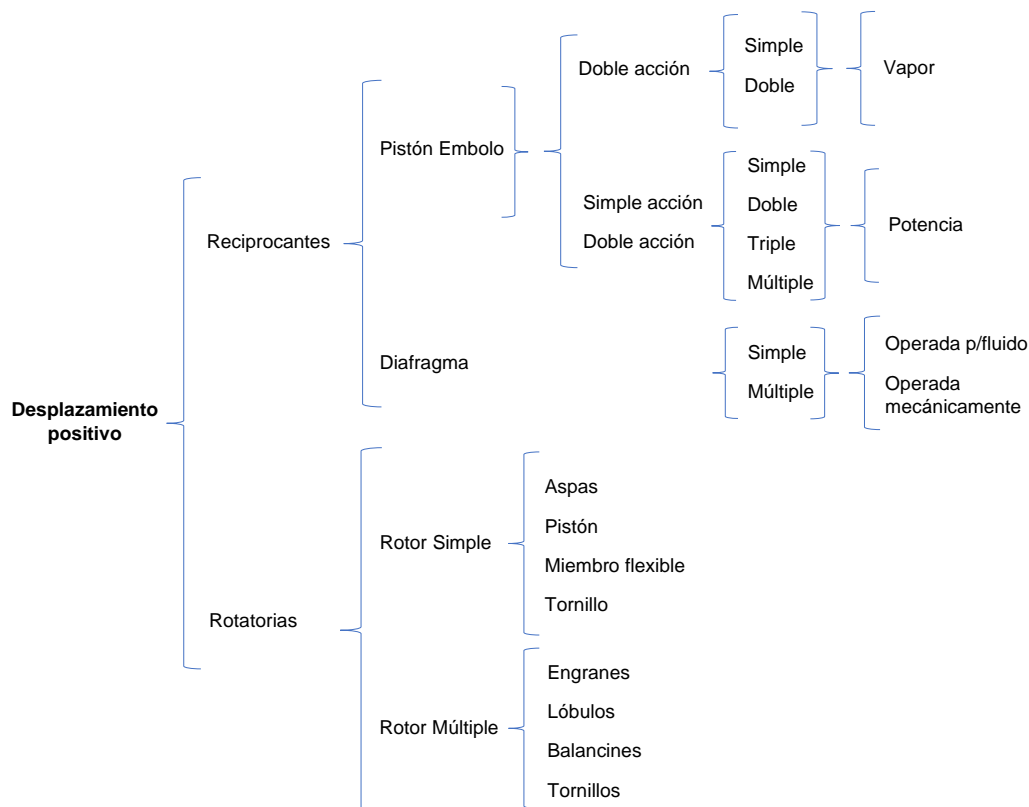 Desplazamiento
positivo
Reciprocantes
Pistón Embolo
Doble acción
Simple
Doble
Vapor
Simple acción
Doble acción
Simple
Doble
Triple
Múltiple
Potencia
Diafragma
Simple
Múltiple
Operada p/fluido
Operada
mecánicamente
Rotatorias
Rotor Simple
Aspas
Pistón
Miembro flexible
Tornillo
Rotor Múltiple
Engranes
Lóbulos
Balancines
Tornillos